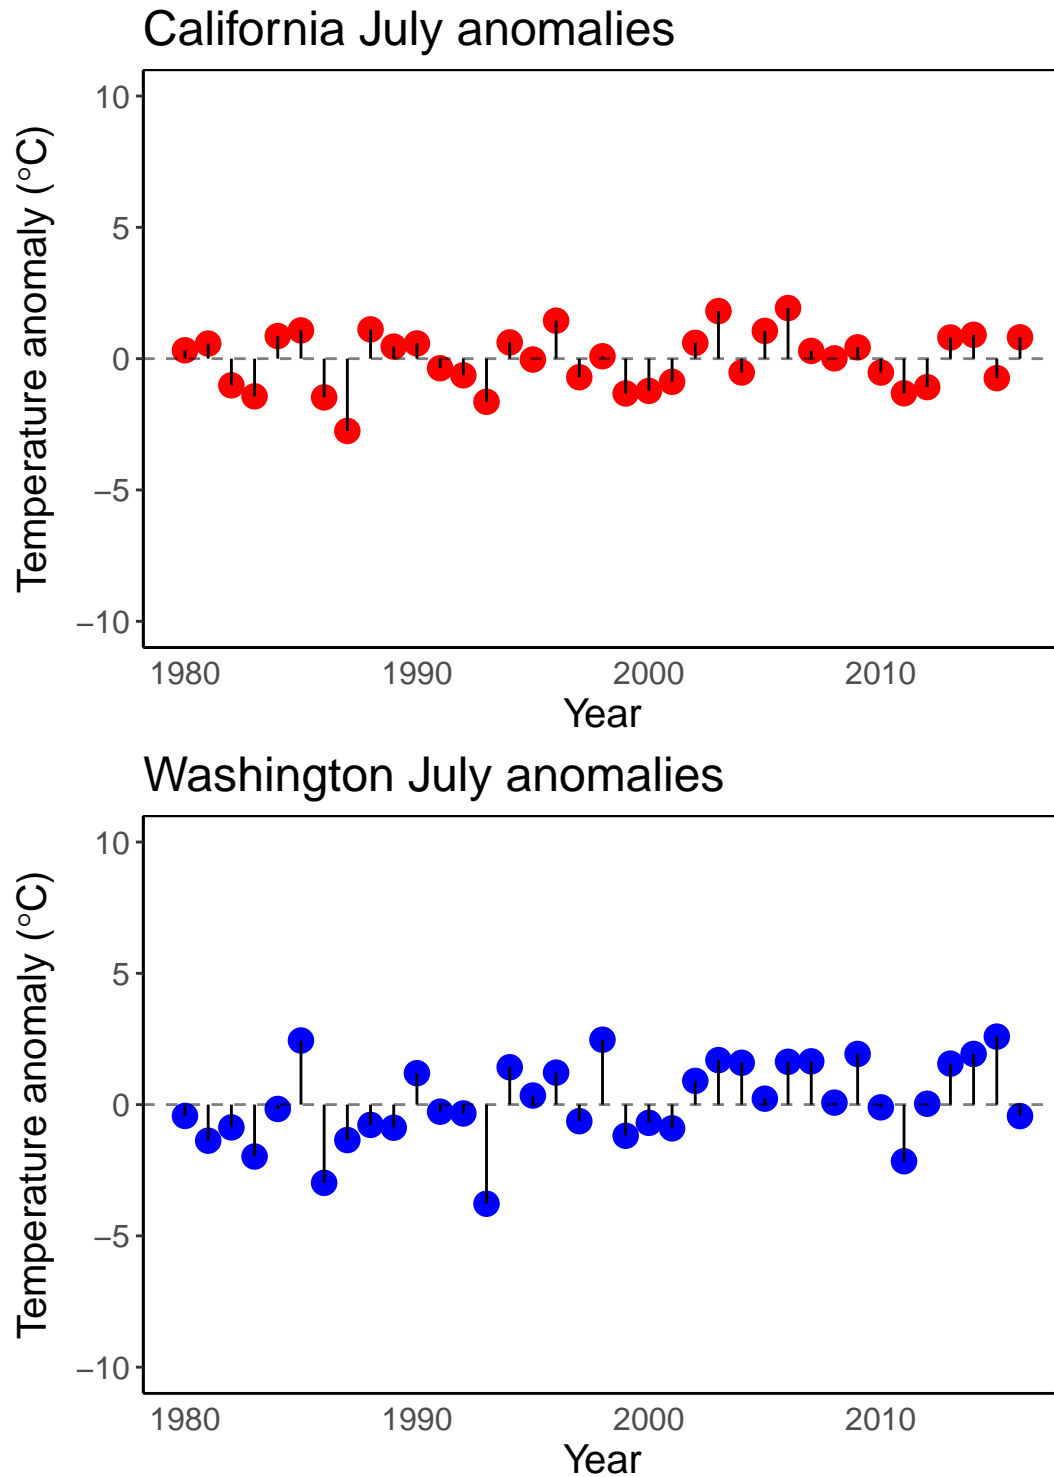 California July anomalies
Temperature anomaly (°C)
10
5
0
−5
−10
1980 1990 2000 2010
Year
Washington July anomalies
Temperature anomaly (°C)
10
5
0
−5
−10
1980 1990 2000 2010
Year